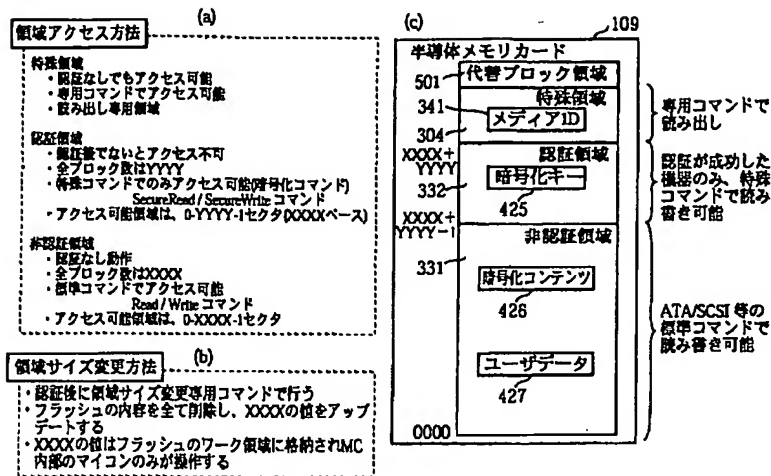 (a)
領域アクセス方法
特殊領域
・認証なしでもアクセス可能
・専用コマンドでアクセス可能
・読み出し専用領域
認証領域
・認証後でないとアクセス不可
・全ブロック数はYYYY
・特殊コマンドでのみアクセス可能(暗号化コマンド)
SecureRead / SecureWrite コマンド
・アクセス可能領域は、0-YYYY-1セクタ(XXXXベース)
非認証領域
・認証なし動作
・全ブロック数はXXXX
・標準コマンドでアクセス可能
Read / Write コマンド
・アクセス可能領域は、0-XXXX-1セクタ
(b)
領域サイズ変更方法
・認証後に領域サイズ変更専用コマンドで行う
・フラッシュの内容を全て削除し、XXXXの値をアップ
デートする
・XXXXの値はフラッシュのワーク領域に格納されMC
内部のマイコンのみが操作する
(c)
109
半導体メモリカード
501
代替ブロック領域
特殊領域
341
メディアID
304
専用コマンドで
読み出し
XXXX+
YYYY
認証領域
332
暗号化キー
425
認証が成功した
機器のみ、特殊
コマンドで読み
書き可能
XXXX+
YYYY-1
非認証領域
331
暗号化コンテンツ
426
ユーザデータ
427
ATA/SCSI 等の
標準コマンドで
読み書き可能
0000